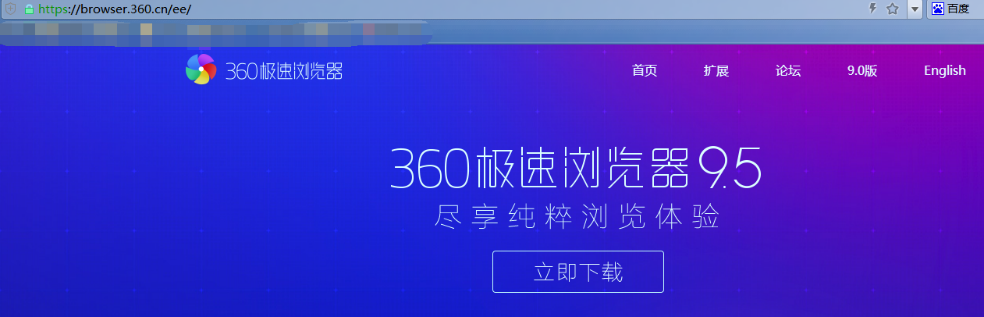 https://browser.360.cn/ee/ 百度
360极速浏览器 首页 扩展 论坛 9.0版 English
360极速浏览器9.5
尽享纯粹浏览体验
立即下载